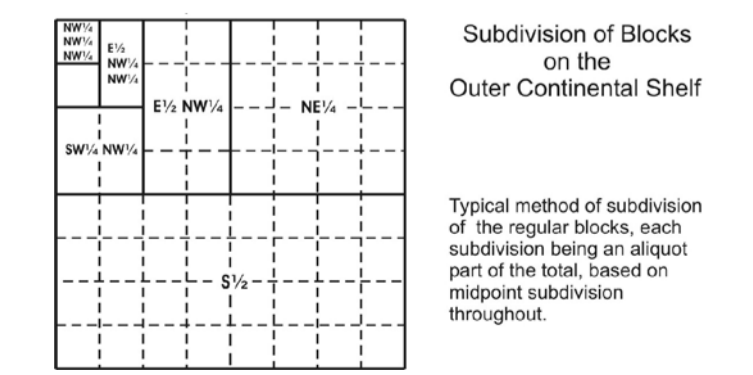 NW¼
NW¼
NW¼
E½
NW¼
NW¼
E½ NW¼
NE¼
SW¼ NW¼
S½
Subdivision of Blocks
on the
Outer Continental Shelf
Typical method of subdivision
of the regular blocks, each
subdivision being an aliquot
part of the total, based on
midpoint subdivision
throughout.